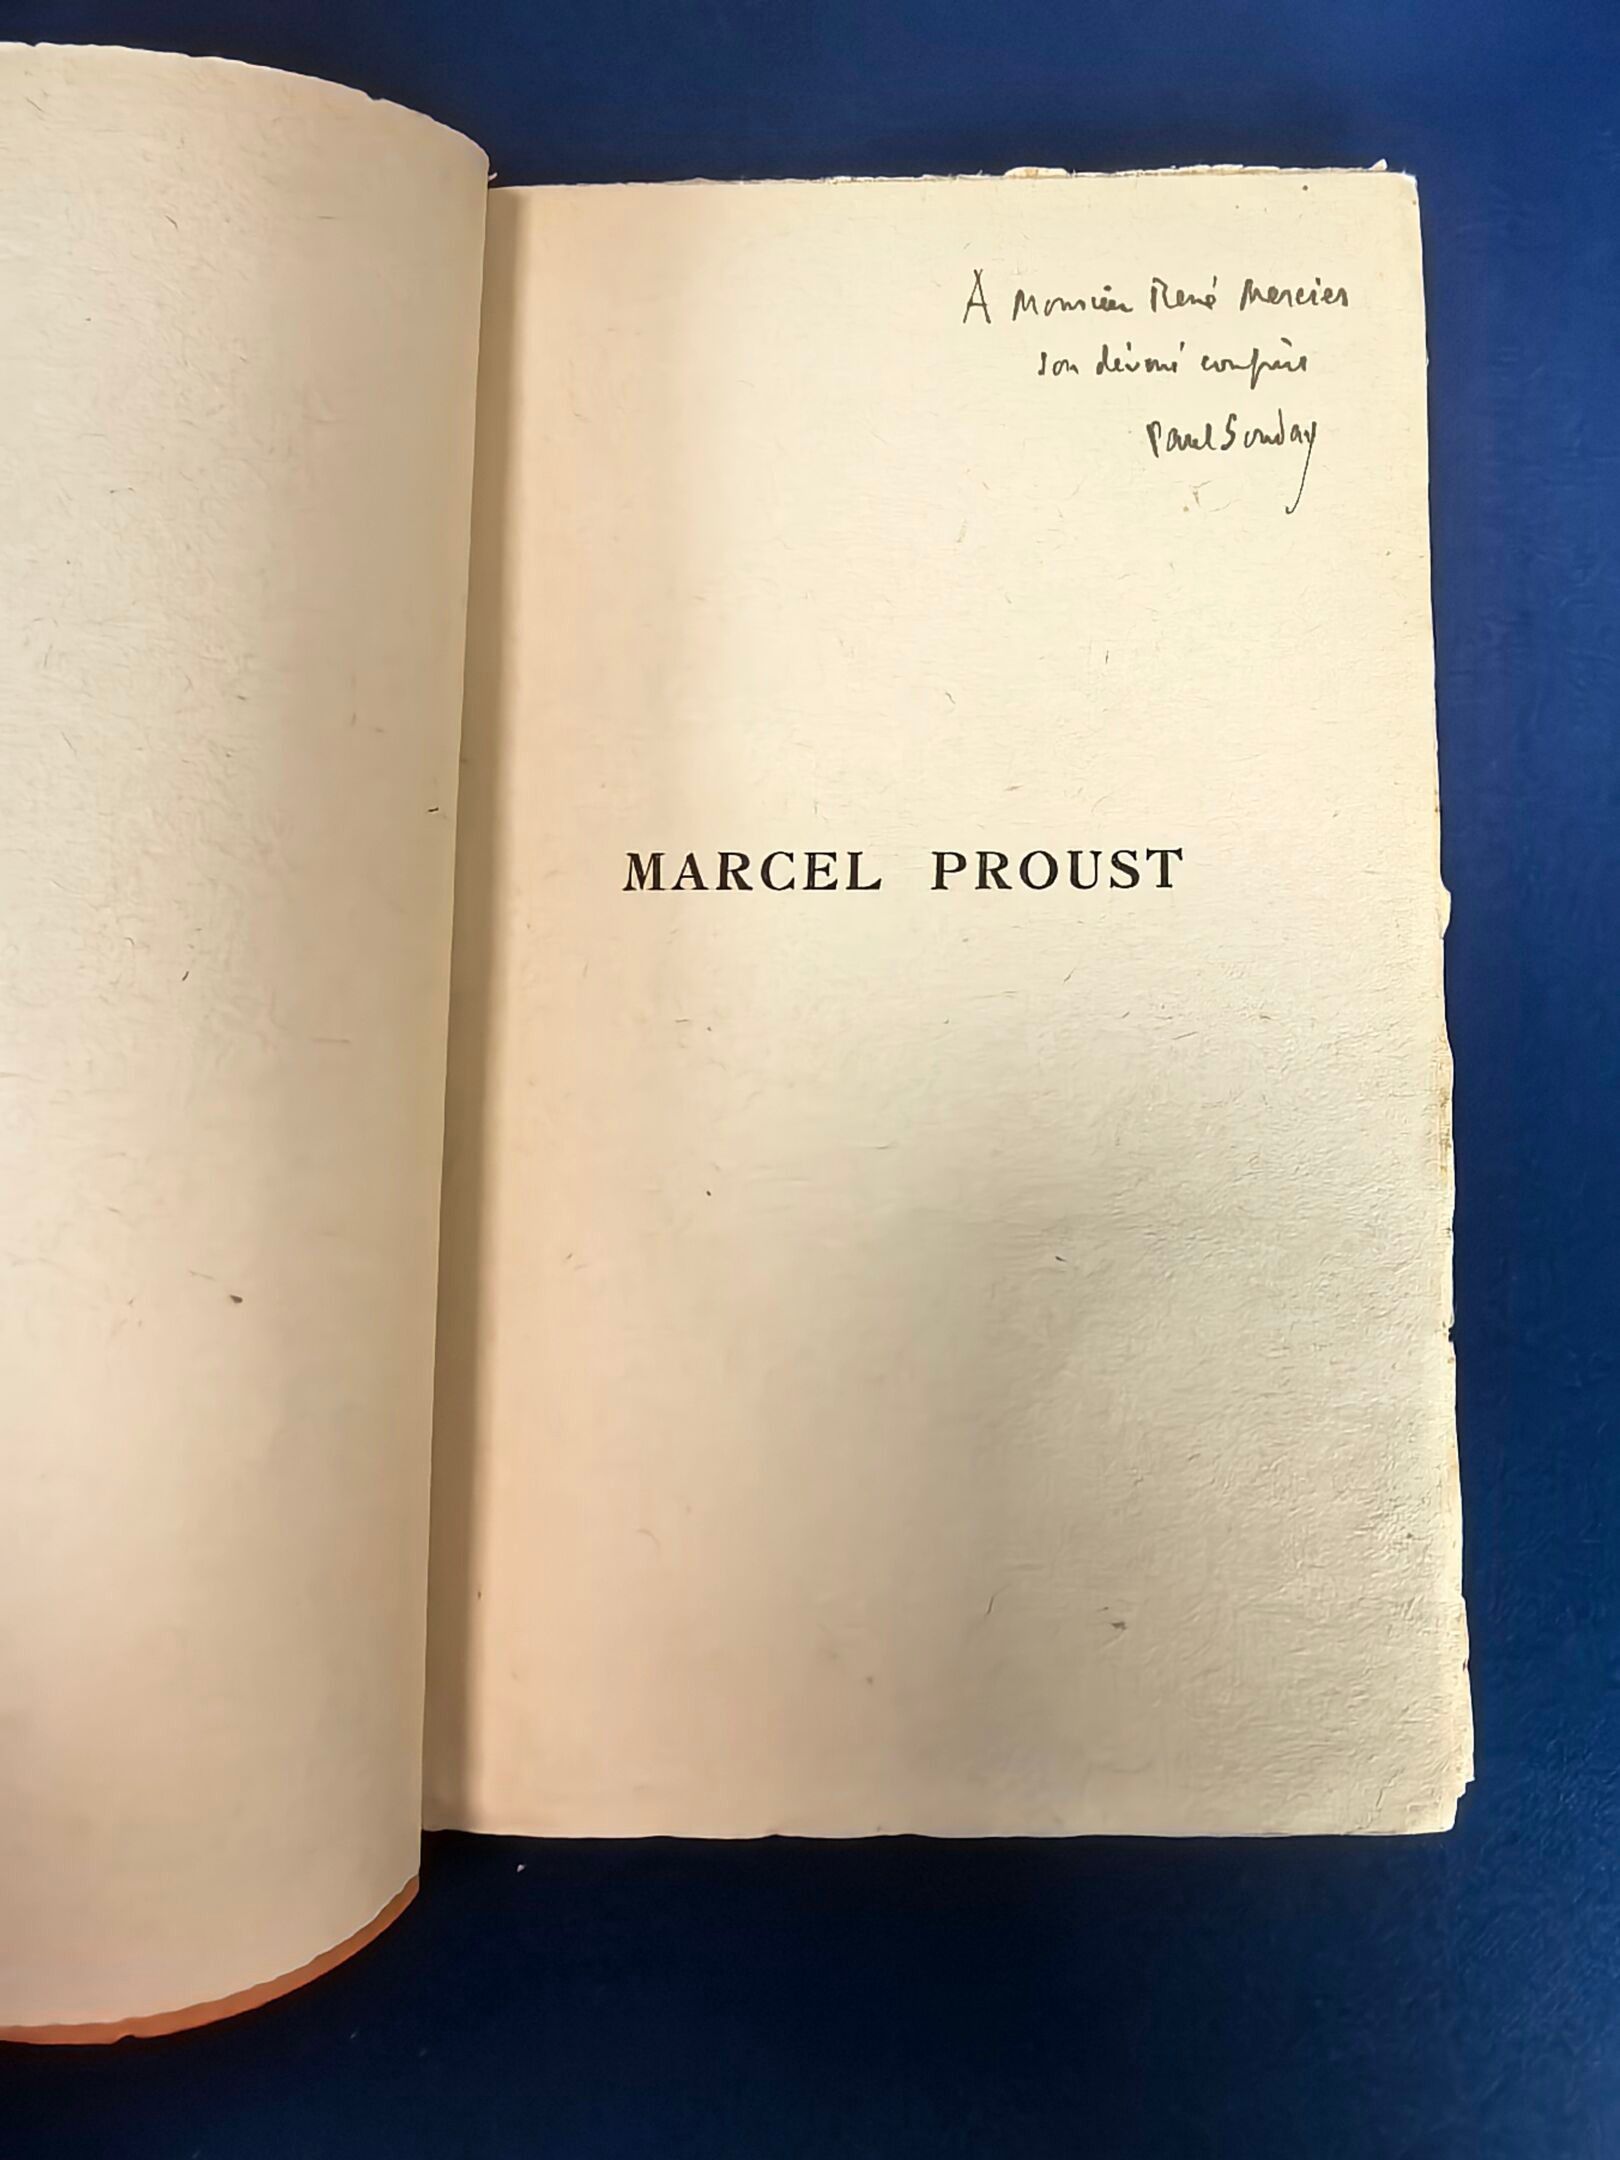 À Monsieur René Mercier
son dévoué confrère
Paul Souday
MARCEL PROUST